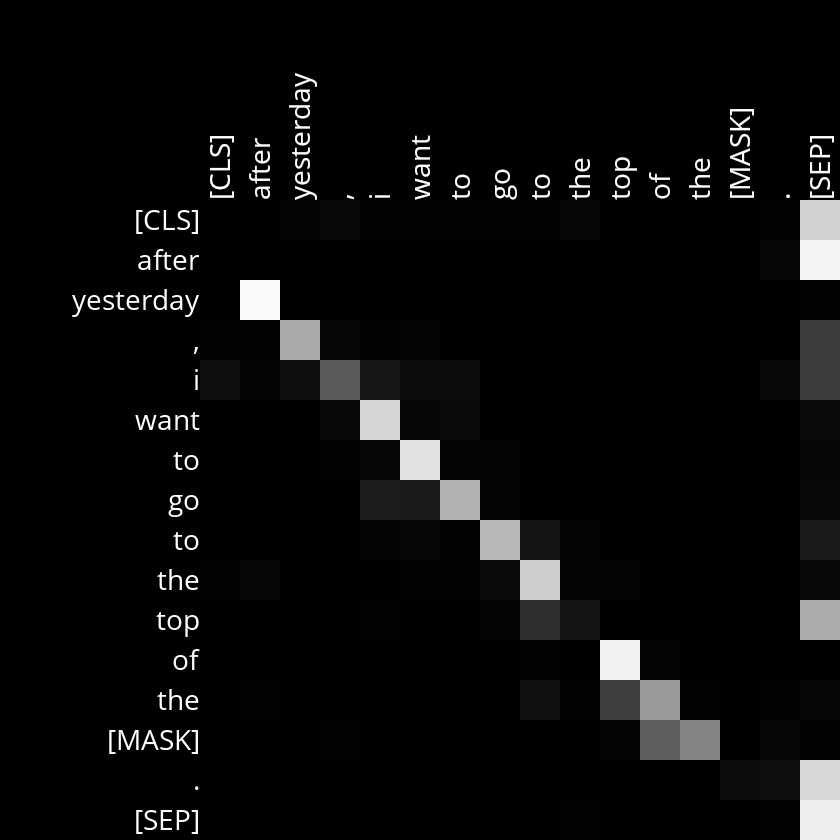 [CLS] after yesterday , i want to go to the top of the [MASK] . [SEP]
[CLS]
after
yesterday
,
i
want
to
go
to
the
top
of
the
[MASK]
.
[SEP]